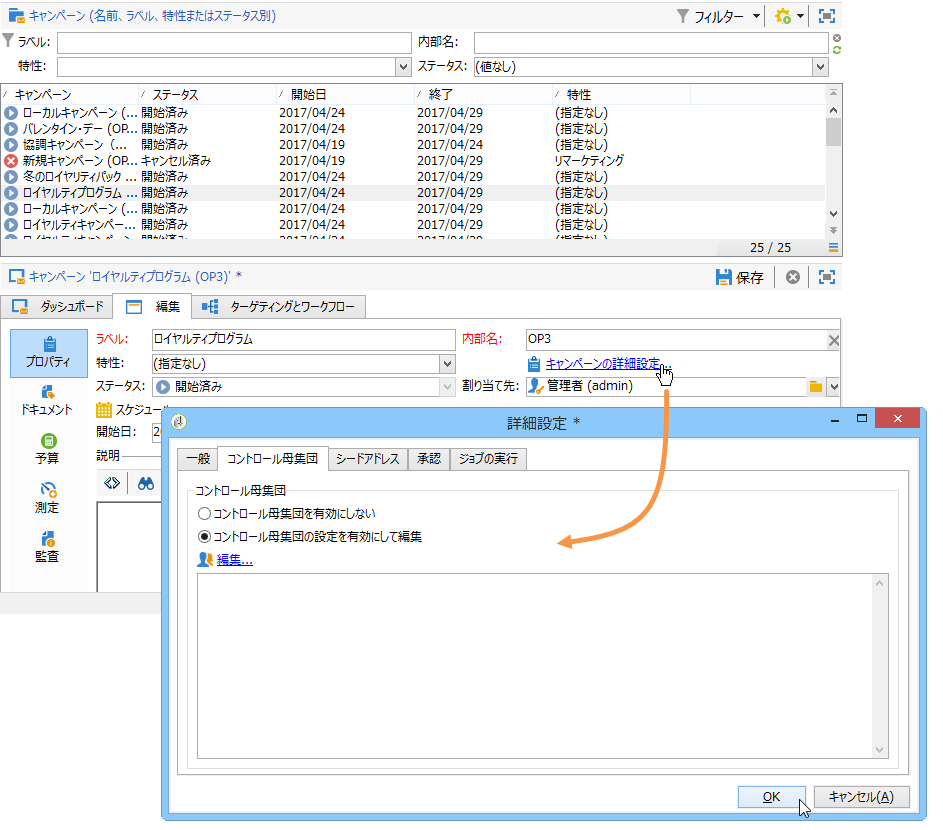 キャンペーン (名前、ラベル、特性またはステータス別) フィルター
ラベル: 内部名:
特性: ステータス: (値なし)
キャンペーン ステータス 開始日 終了 特性
ローカルキャンペーン (... 開始済み 2017/04/24 2017/04/29 (指定なし)
バレンタイン・デー (OP... 開始済み 2017/04/24 2017/04/29 (指定なし)
協調キャンペーン (... 開始済み 2017/04/19 2017/04/24 (指定なし)
新規キャンペーン (OP... キャンセル済み 2017/04/19 2017/04/29 リマーケティング
冬のロイヤリティパック ... 開始済み 2017/04/24 2017/04/29 (指定なし)
ロイヤルティプログラム ... 開始済み 2017/04/24 2017/04/29 (指定なし)
ローカルキャンペーン (... 開始済み 2017/04/24 2017/04/29 (指定なし)
ロイヤルティキャンペー... 開始済み 2017/04/24 2017/04/29 (指定なし)
25 / 25
キャンペーン 'ロイヤルティプログラム (OP3)' * 保存
ダッシュボード 編集 ターゲティングとワークフロー
プロパティ
ドキュメント
予算
測定
監査
ラベル: ロイヤルティプログラム 内部名: OP3
特性: (指定なし) キャンペーンの詳細設定...
ステータス: 開始済み 割り当て先: 管理者 (admin)
スケジュー
開始日: 2
説明
詳細設定 *
一般 コントロール母集団 シードアドレス 承認 ジョブの実行
コントロール母集団
コントロール母集団を有効にしない
コントロール母集団の設定を有効にして編集
編集...
OK キャンセル(A)